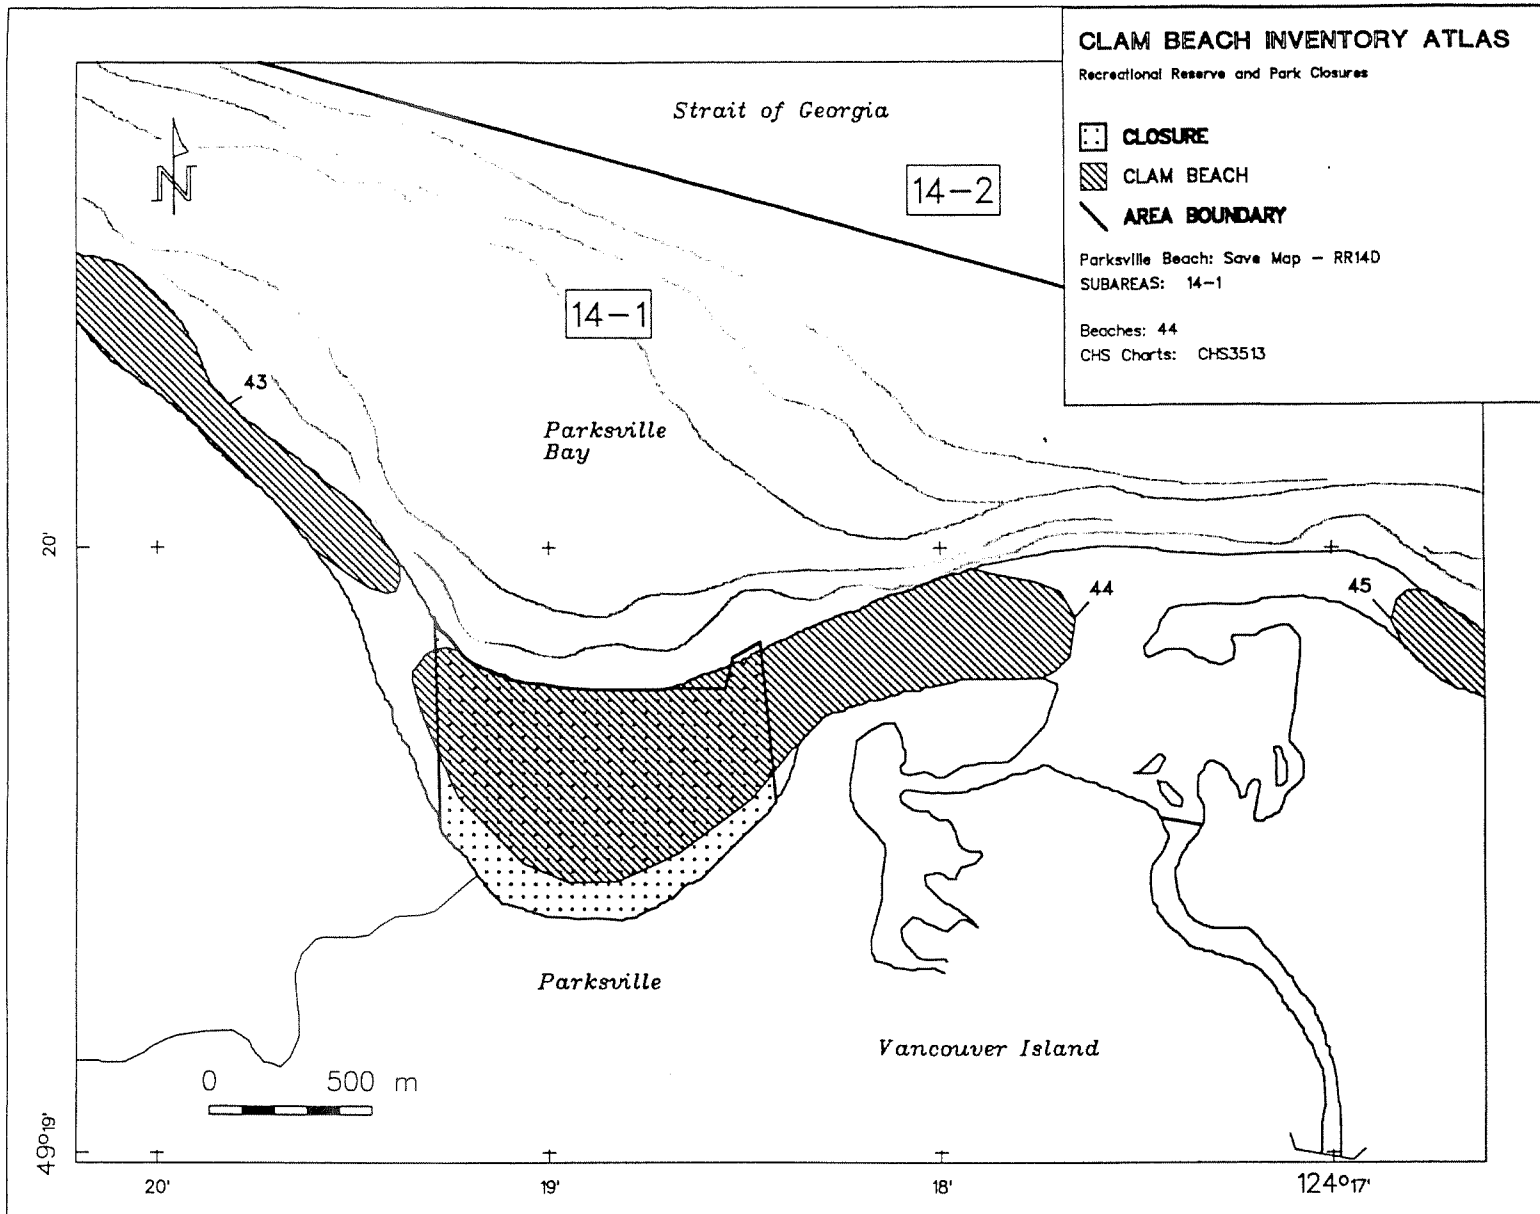 CLAM BEACH INVENTORY ATLAS
Recreational Reserve and Park Closures
CLOSURE
CLAM BEACH
AREA BOUNDARY
Parksville Beach: Save Map – RR14D
SUBAREAS: 14-1
Beaches: 44
CHS Charts: CHS3513
Strait of Georgia
14-2
N
14-1
43
Parksville
Bay
20'
44
45
Parksville
Vancouver Island
0 500 m
49°19'
20'
19'
18'
124°17'